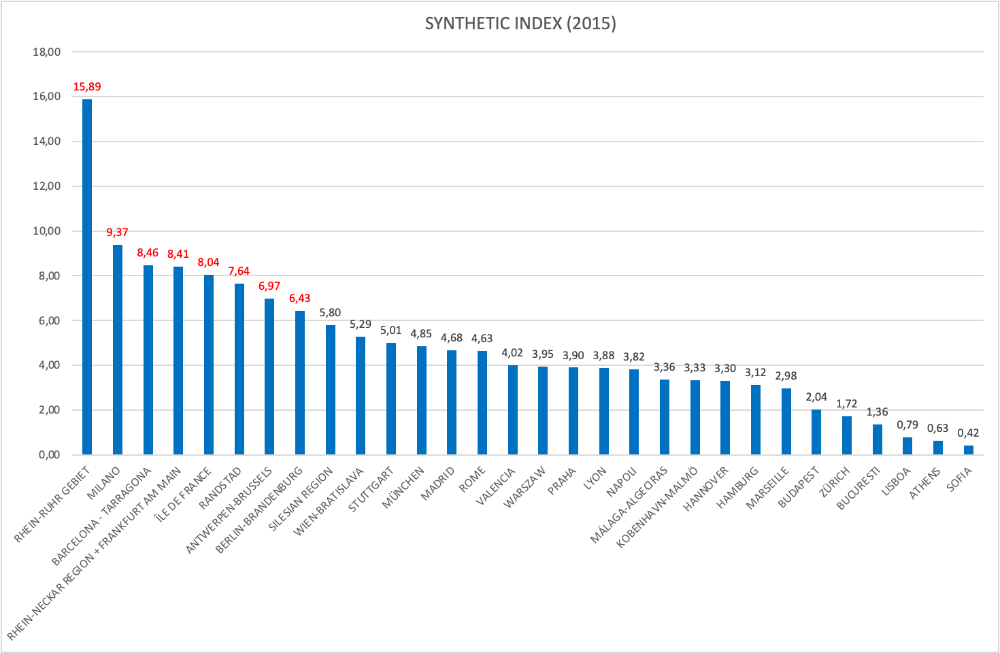 SYNTHETIC INDEX (2015)
18,00
16,00
14,00
12,00
10,00
8,00
6,00
4,00
2,00
0,00
15,89
9,37
8,46
8,41
8,04
7,64
6,97
6,43
5,80
5,29
5,01
4,85
4,68
4,63
4,02
3,95
3,90
3,88
3,82
3,36
3,33
3,30
3,12
2,98
2,04
1,72
1,36
0,79
0,63
0,42
RHEIN-RUHR GEBIET
MILANO
BARCELONA - TARRAGONA
RHEIN-NECKAR REGION + FRANKFURT AM MAIN
ÎLE DE FRANCE
RANDSTAD
ANTWERPEN-BRUSSELS
BERLIN-BRANDENBURG
SILESIAN REGION
WIEN-BRATISLAVA
STUTTGART
MÜNCHEN
MADRID
ROME
VALENCIA
WARSZAW
PRAHA
LYON
NAPOLI
MÁLAGA-ALGECIRAS
KOBENHAVN-MALMÖ
HANNOVER
HAMBURG
MARSEILLE
BUDAPEST
ZÜRICH
BUCURESTI
LISBOA
ATHENS
SOFIA